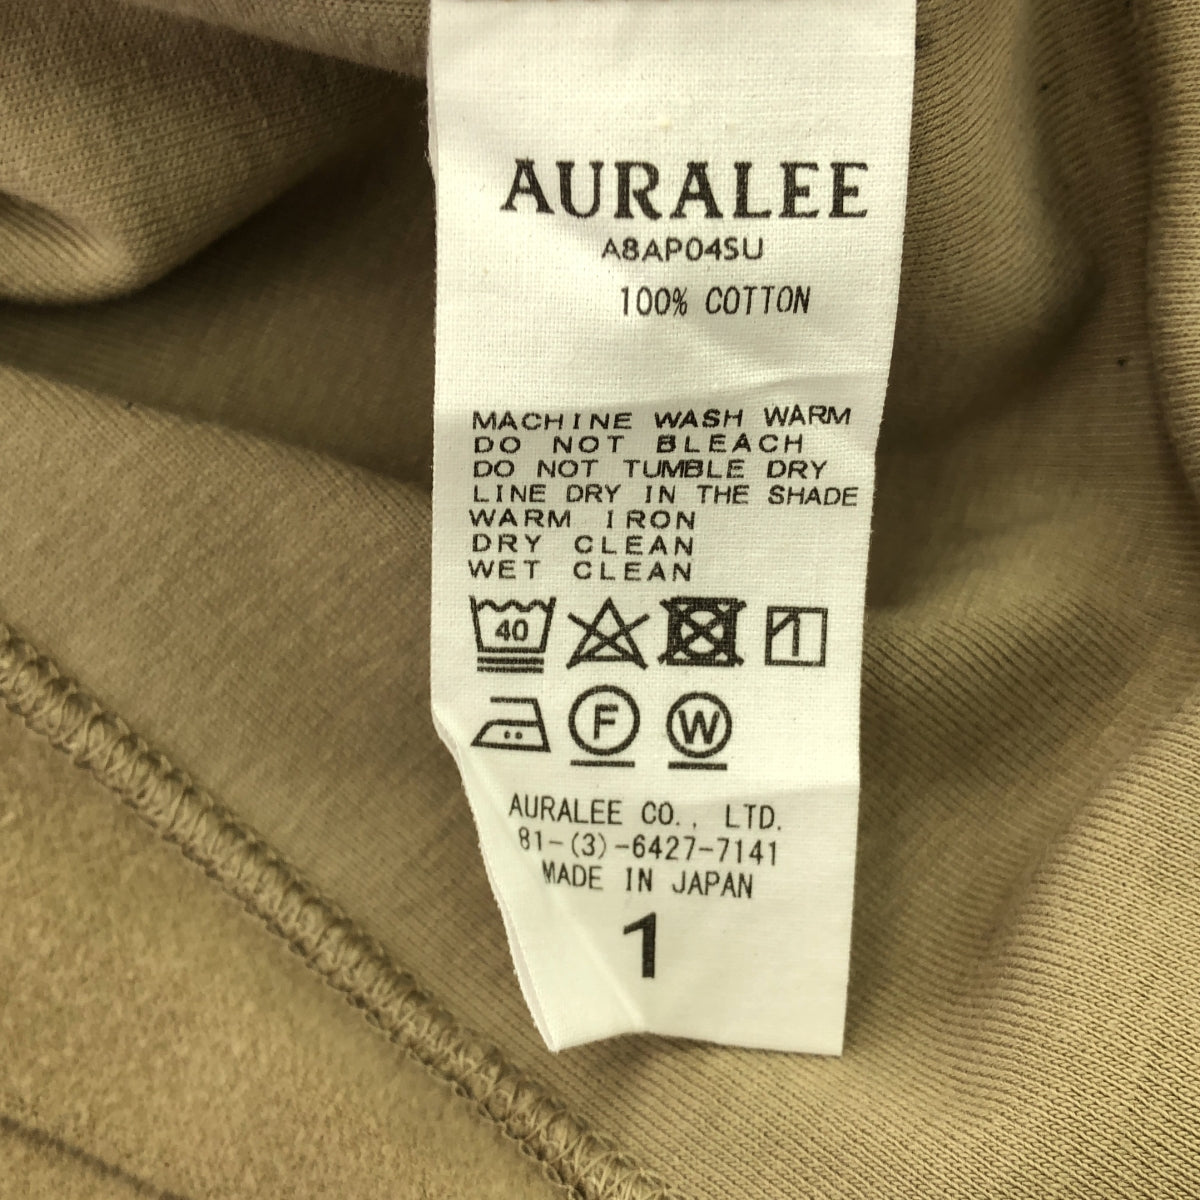 AURALEE
A8AP04SU
100% COTTON
MACHINE WASH WARM
DO NOT BLEACH
DO NOT TUMBLE DRY
LINE DRY IN THE SHADE
WARM IRON
DRY CLEAN
WET CLEAN
40
F W
AURALEE CO., LTD.
81-(3)-6427-7141
MADE IN JAPAN
1